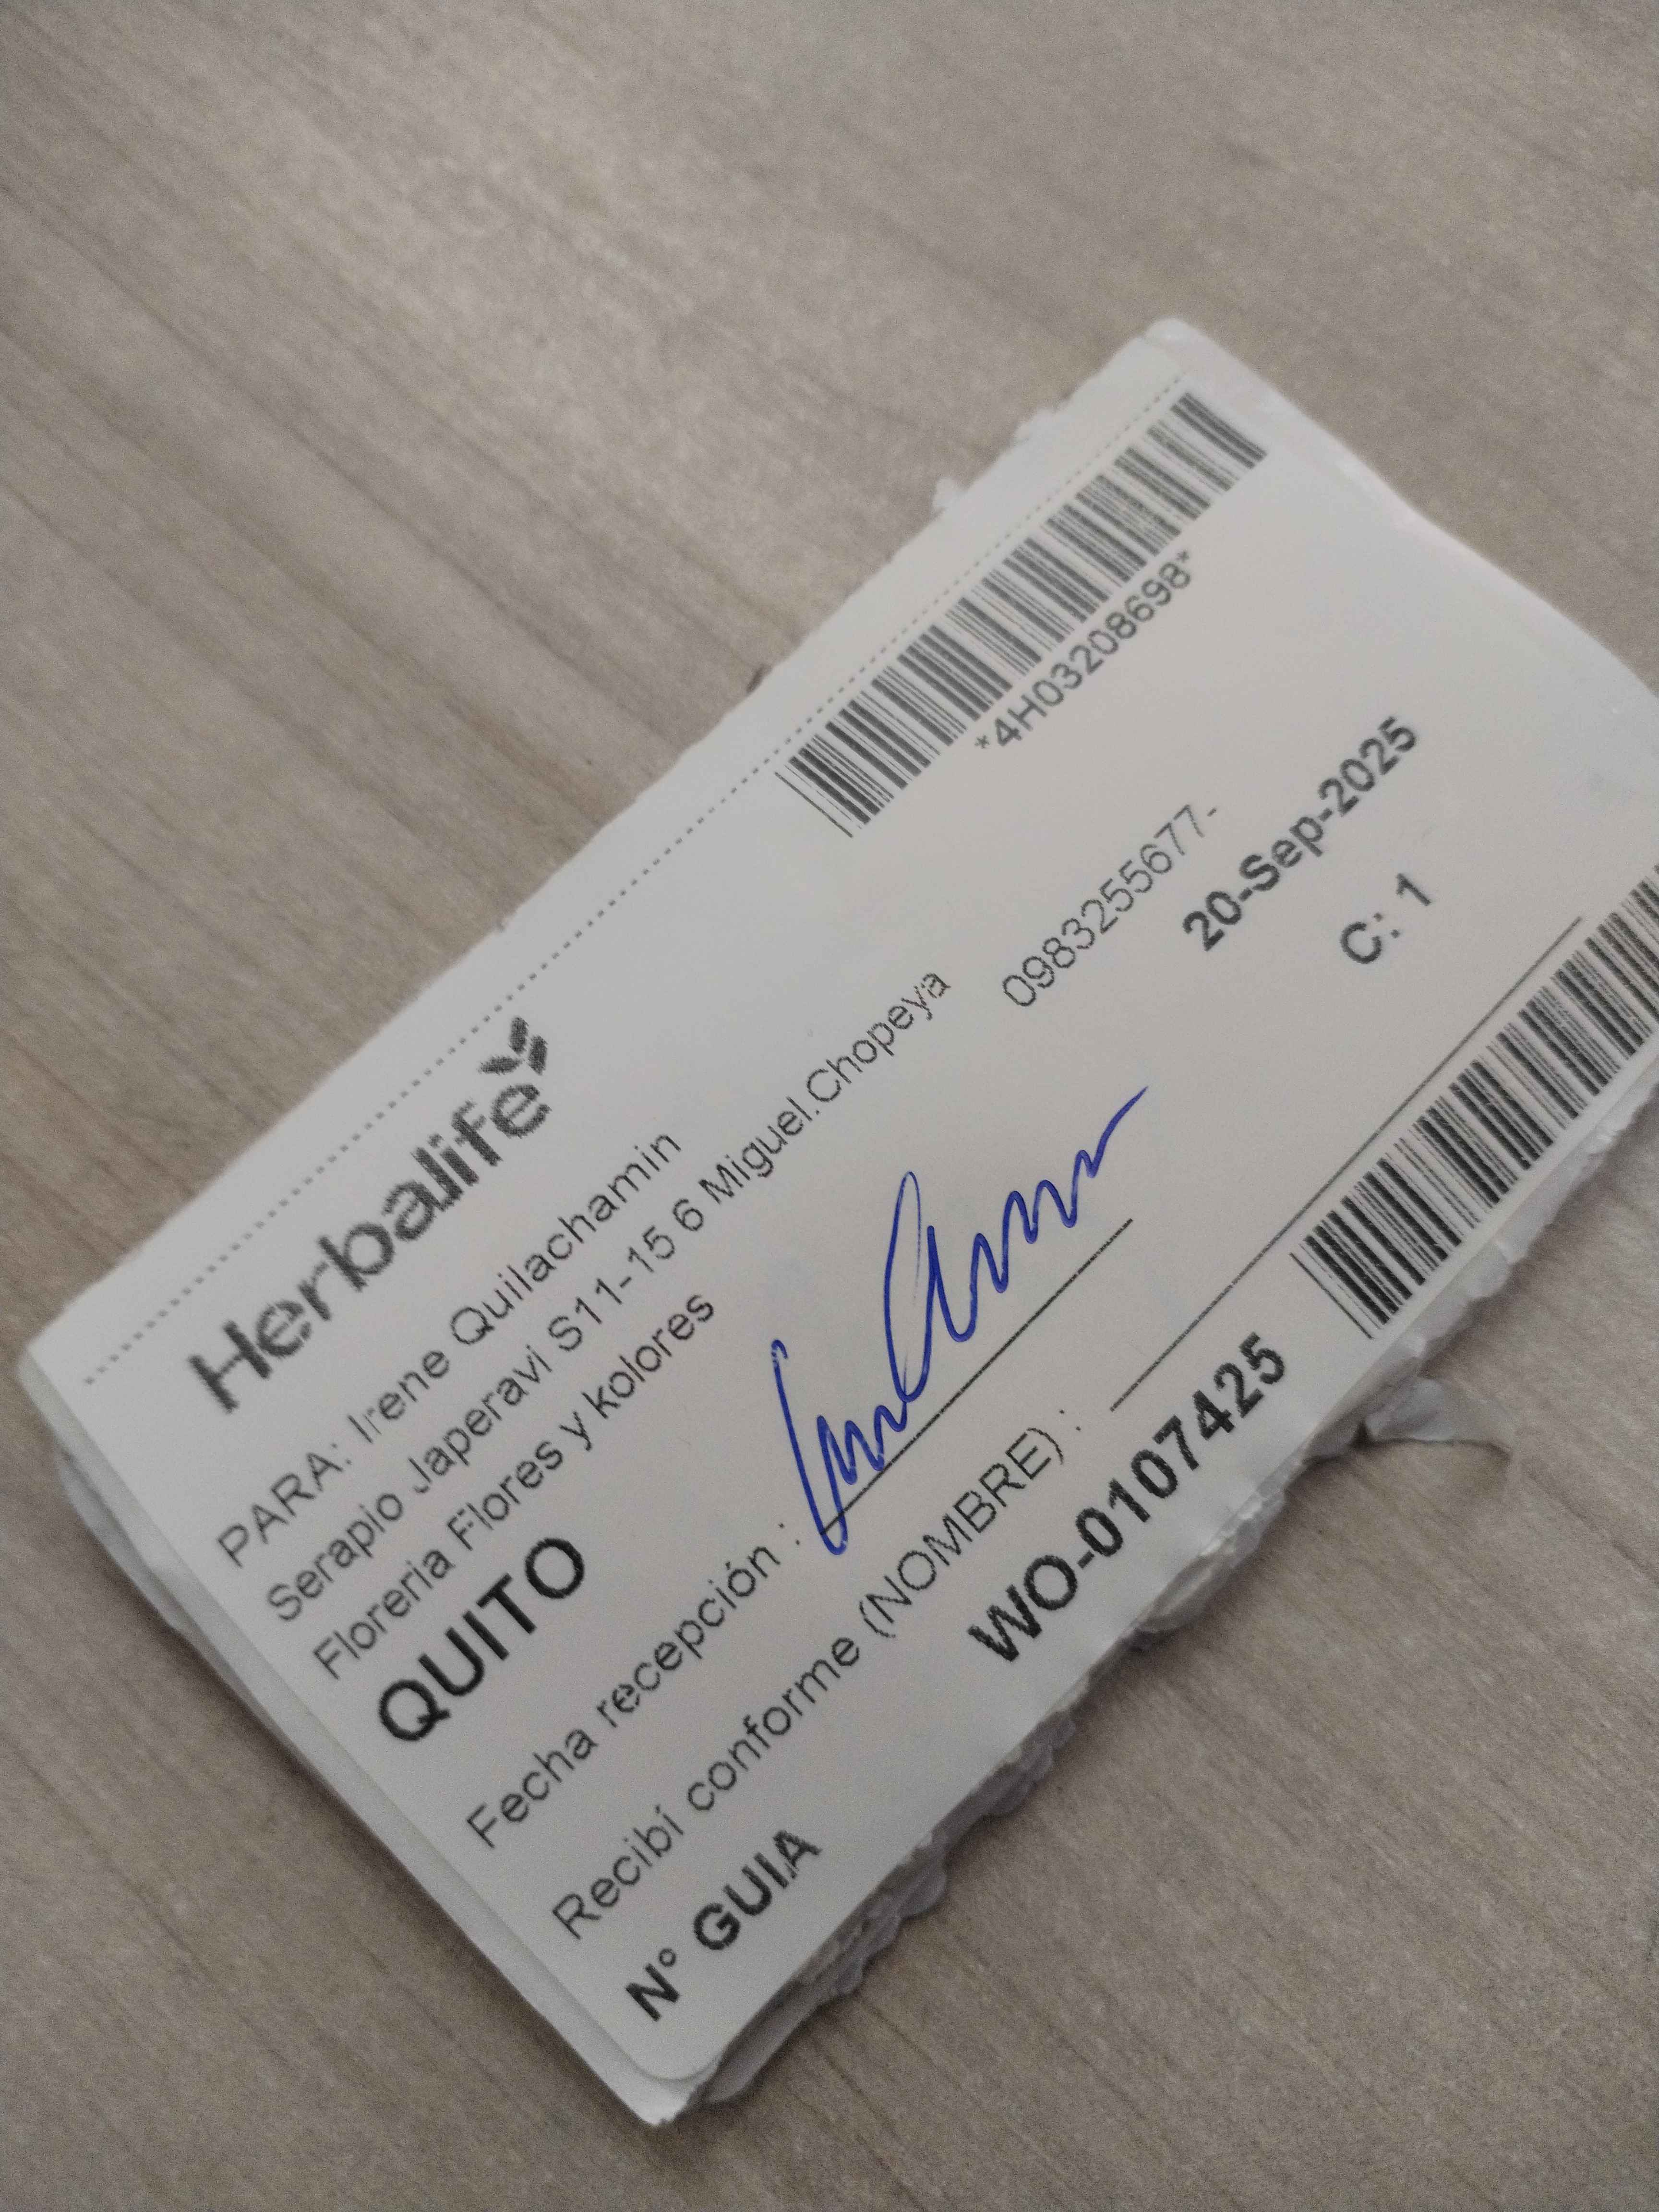 Herbalife
*4H03208698*
PARA: Irene Quilachamin
Serapio Japeravi S11-15 6 Miguel.Chopeya 0983255677-
Floreria Flores y kolores
QUITO 20-Sep-2025
C: 1
Fecha recepción :
Recibí conforme (NOMBRE) :
N° GUIA WO-0107425